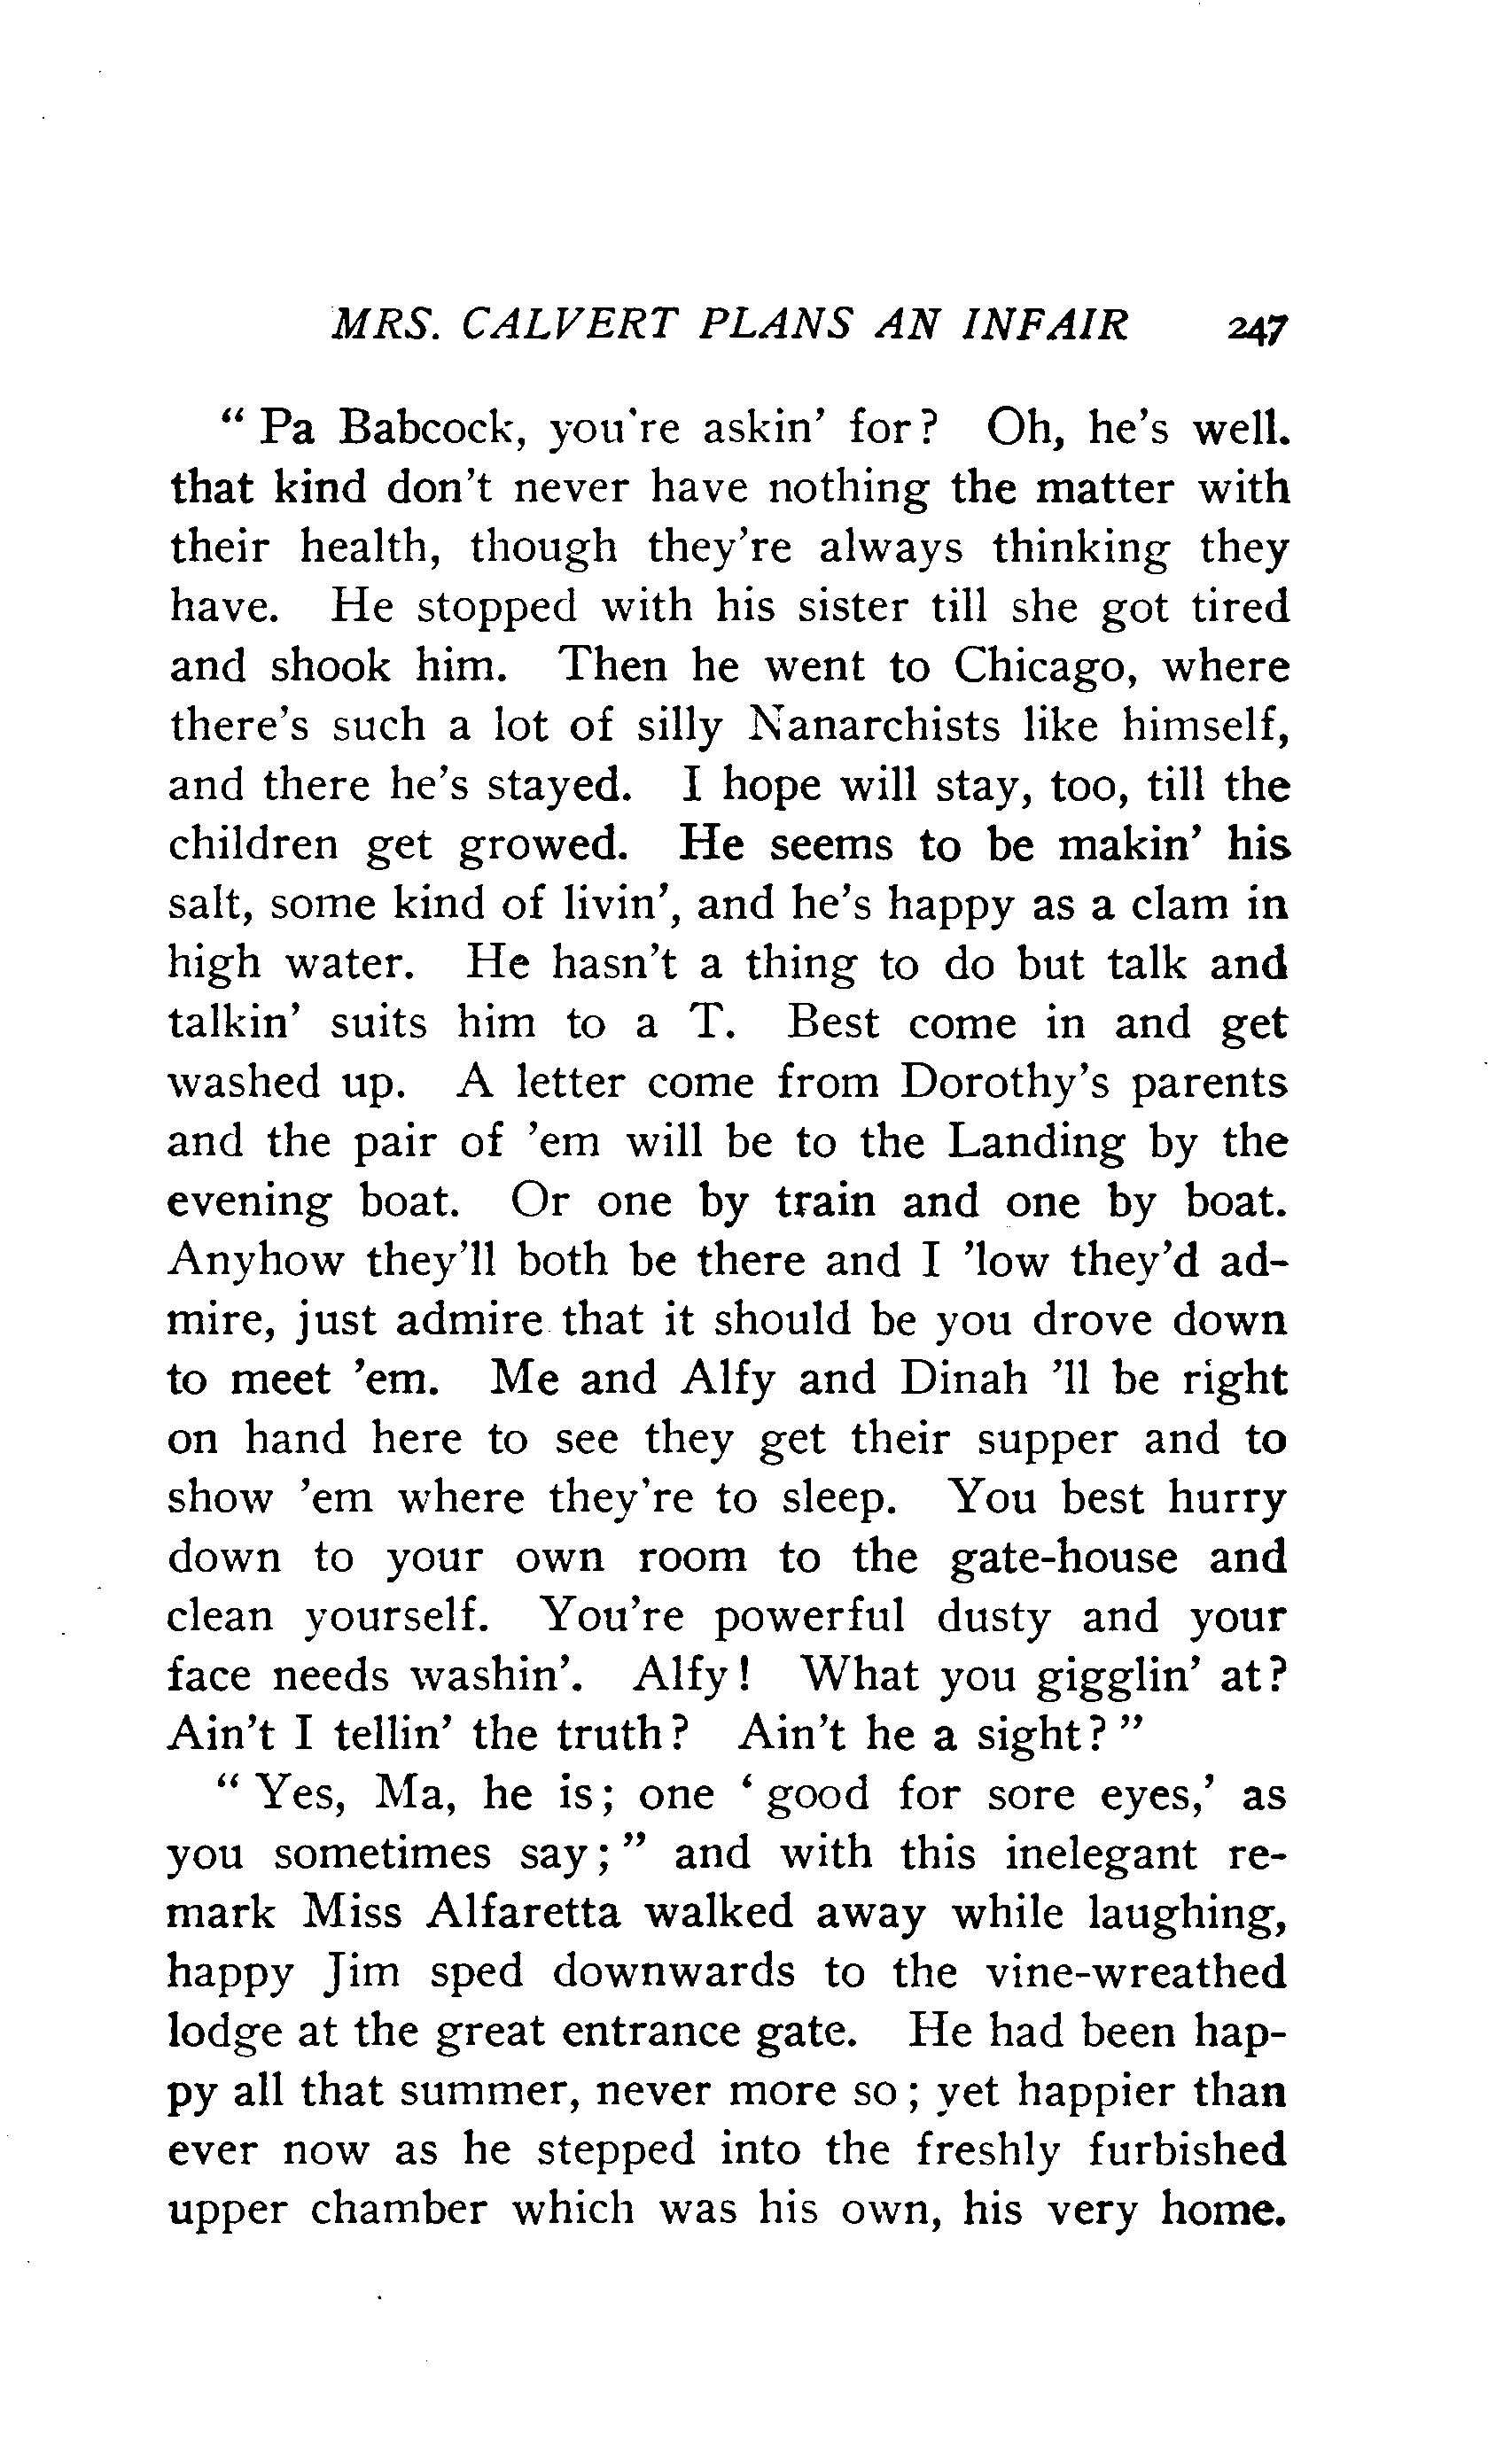 MRS. CALVERT PLANS AN INFAIR 247
" Pa Babcock, you're askin' for? Oh, he's well.
that kind don't never have nothing the matter with
their health, though they're always thinking they
have. He stopped with his sister till she got tired
and shook him. Then he went to Chicago, where
there's such a lot of silly Nanarchists like himself,
and there he's stayed. I hope will stay, too, till the
children get growed. He seems to be makin' his
salt, some kind of livin', and he's happy as a clam in
high water. He hasn't a thing to do but talk and
talkin' suits him to a T. Best come in and get
washed up. A letter come from Dorothy's parents
and the pair of 'em will be to the Landing by the
evening boat. Or one by train and one by boat.
Anyhow they'll both be there and I 'low they'd ad-
mire, just admire that it should be you drove down
to meet 'em. Me and Alfy and Dinah 'll be right
on hand here to see they get their supper and to
show 'em where they're to sleep. You best hurry
down to your own room to the gate-house and
clean yourself. You're powerful dusty and your
face needs washin'. Alfy! What you gigglin' at?
Ain't I tellin' the truth? Ain't he a sight?"
" Yes, Ma, he is; one ' good for sore eyes,' as
you sometimes say;" and with this inelegant re-
mark Miss Alfaretta walked away while laughing,
happy Jim sped downwards to the vine-wreathed
lodge at the great entrance gate. He had been hap-
py all that summer, never more so; yet happier than
ever now as he stepped into the freshly furbished
upper chamber which was his own, his very home.